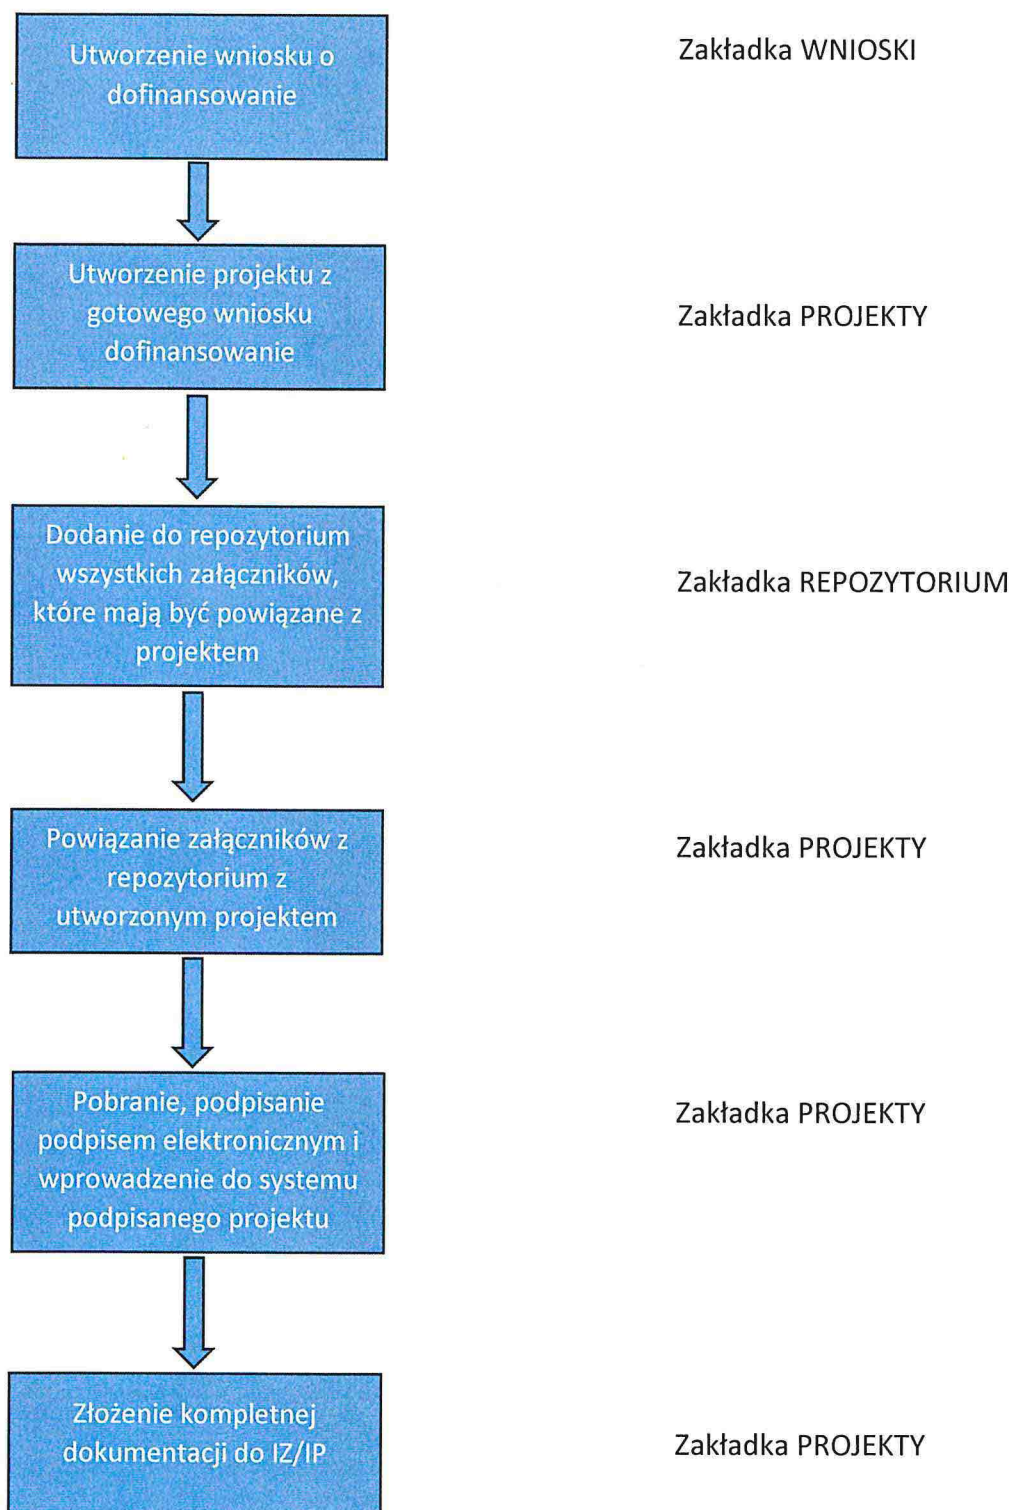 Utworzenie wniosku o
dofinansowanie
Zakładka WNIOSKI
Utworzenie projektu z
gotowego wniosku
dofinansowanie
Zakładka PROJEKTY
Dodanie do repozytorium
wszystkich załączników,
które mają być powiązane z
projektem
Zakładka REPOZYTORIUM
Powiązanie załączników z
repozytorium z
utworzonym projektem
Zakładka PROJEKTY
Pobranie, podpisanie
podpisem elektronicznym i
wprowadzenie do systemu
podpisanego projektu
Zakładka PROJEKTY
Złożenie kompletnej
dokumentacji do IZ/IP
Zakładka PROJEKTY